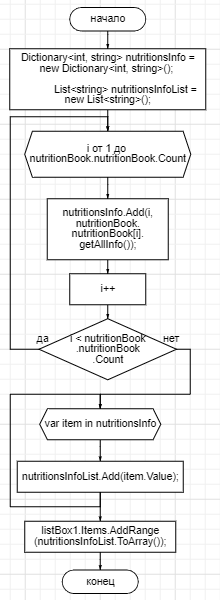 начало
Dictionary<int, string> nutritionsInfo =
new Dictionary<int, string>();
List<string> nutritionsInfoList =
new List<string>();
i от 1 до
nutritionBook.nutritionBook.Count
nutritionsInfo.Add(i,
nutritionBook.
nutritionBook[i].
getAllInfo());
i++
да
i < nutritionBook
нет
.nutritionBook
.Count
var item in nutritionsInfo
nutritionsInfoList.Add(item.Value);
listBox1.Items.AddRange
(nutritionsInfoList.ToArray());
конец